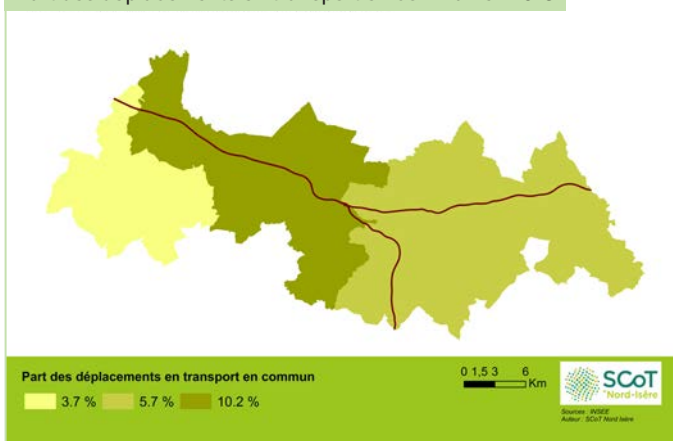 Part des déplacements en transport en commun
3.7 % 5.7 % 10.2 %
0 1,5 3 6
Km
SCoT
Nord-Isère
Sources : INSEE
Auteur : SCoT Nord Isère